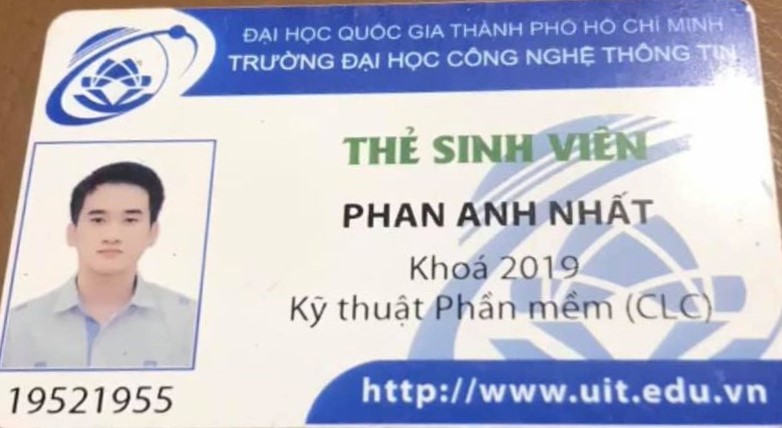 ĐẠI HỌC QUỐC GIA THÀNH PHỐ HỒ CHÍ MINH
TRƯỜNG ĐẠI HỌC CÔNG NGHỆ THÔNG TIN
THẺ SINH VIÊN
PHAN ANH NHẤT
Khoá 2019
Kỹ thuật Phần mềm (CLC)
19521955
http://www.uit.edu.vn